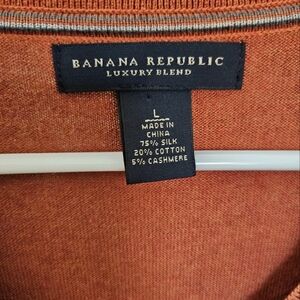 BANANA REPUBLIC
LUXURY BLEND
L
MADE IN
CHINA
75% SILK
20% COTTON
5% CASHMERE